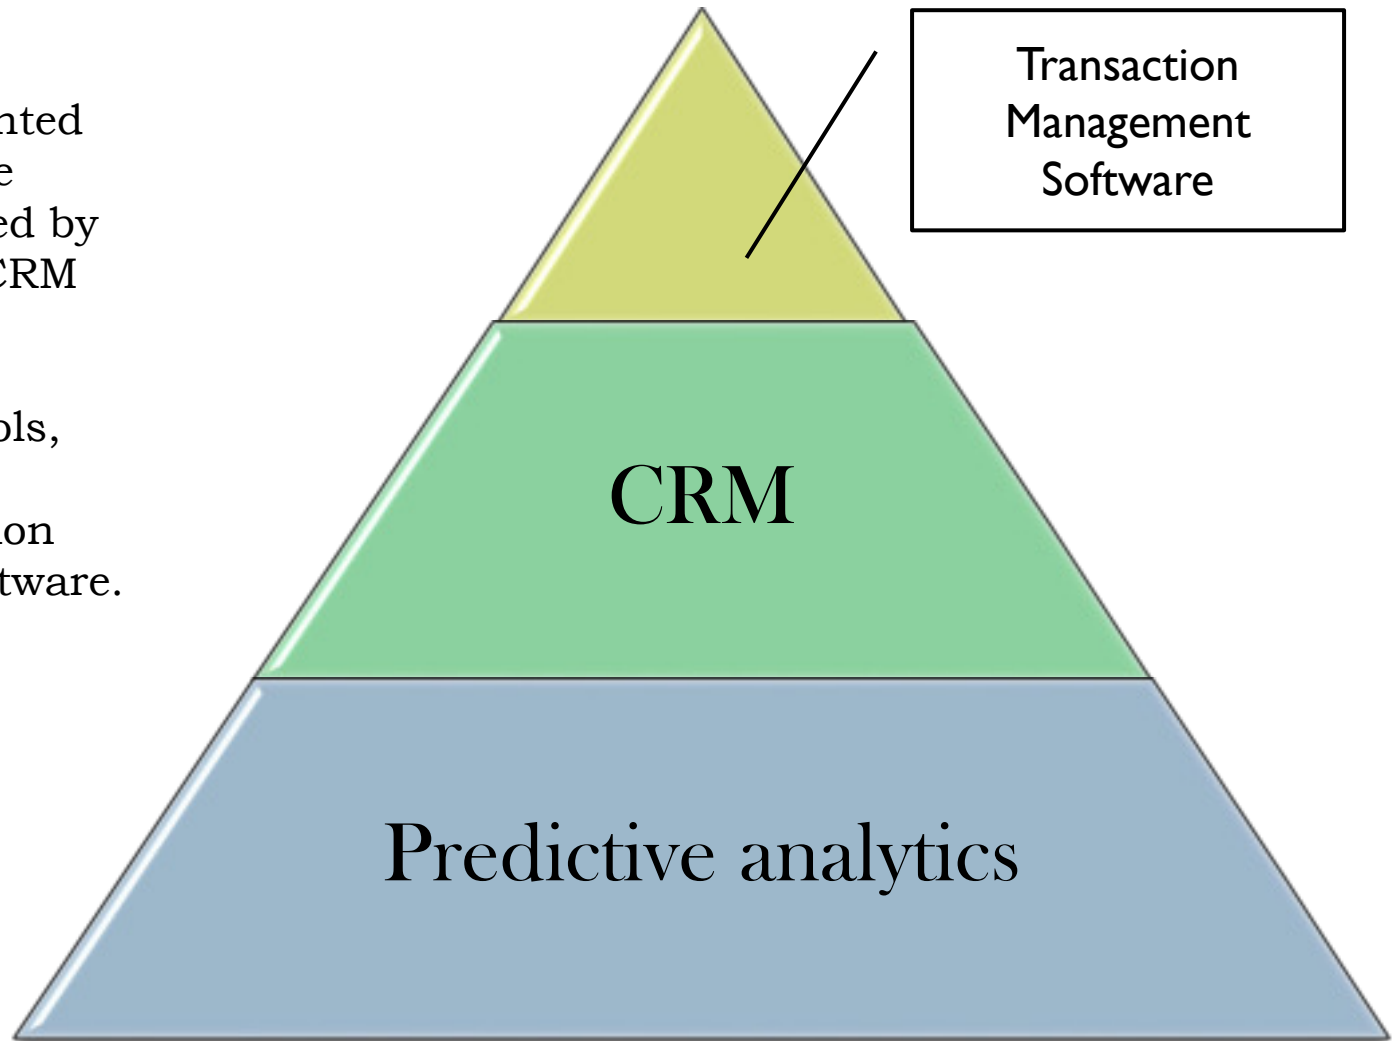 nted
e
ed by
CRM
ols,
ion
tware.
Transaction
Management
Software
CRM
Predictive analytics